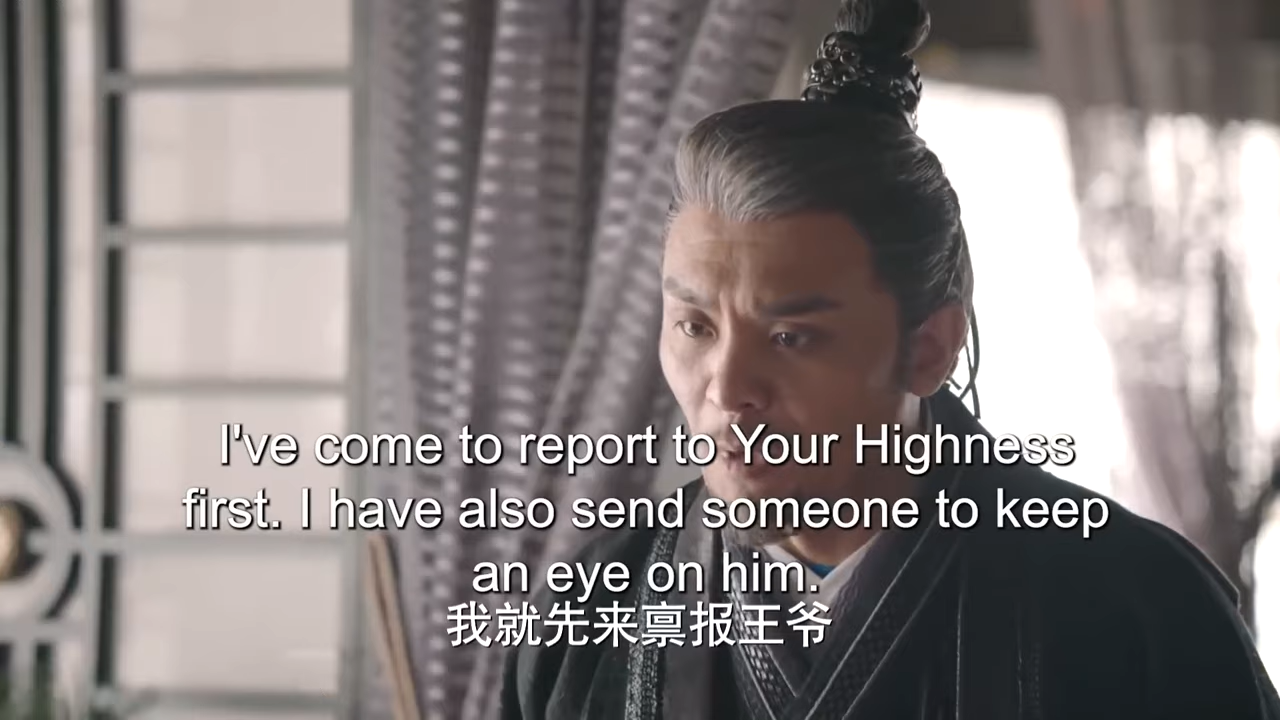 I've come to report to Your Highness
first. I have also send someone to keep
an eye on him.
我就先来禀报王爷